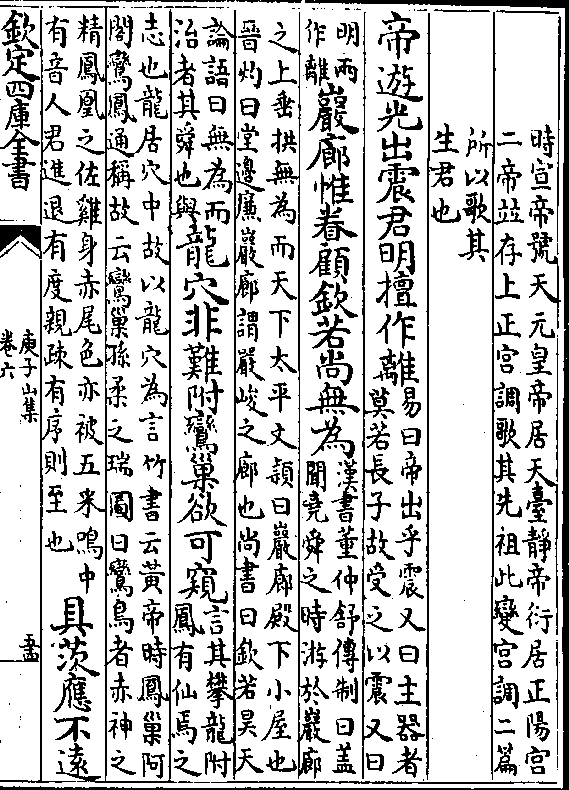 時宣帝號天元皇帝居天臺靜帝衍居正陽宮
二帝並存上正宮調歌其先祖此變宮調二篇
所以歌其
生君也
帝遊光出震君明擅作離
易曰帝出乎震又曰主器者
莫若長子故受之以震又曰
明兩
作離
巖廊惟眷顧欽若尚無為
漢書董仲舒傳制曰蓋
聞堯舜之時游於巖廊
之上垂拱無為而天下太平文頴曰巖廊殿下小屋也
晉灼曰堂邊廉巖廊謂嚴峻之廊也尚書曰欽若昊天
論語曰無為而
治者其舜也與
龍穴非難附鸞巢欲可窺
言其攀龍附
鳳有仙焉之
志也龍居穴中故以龍穴為言竹書云黃帝時鳳巢阿
閣鸞鳳通稱故云鸞巢孫柔之瑞圖曰鸞鳥者赤神之
精鳳凰之佐雞身赤尾色亦被五采鳴中
有音人君進退有度親疎有序則至也
具茨應不遠
欽定四庫全書
庾子山集
卷六